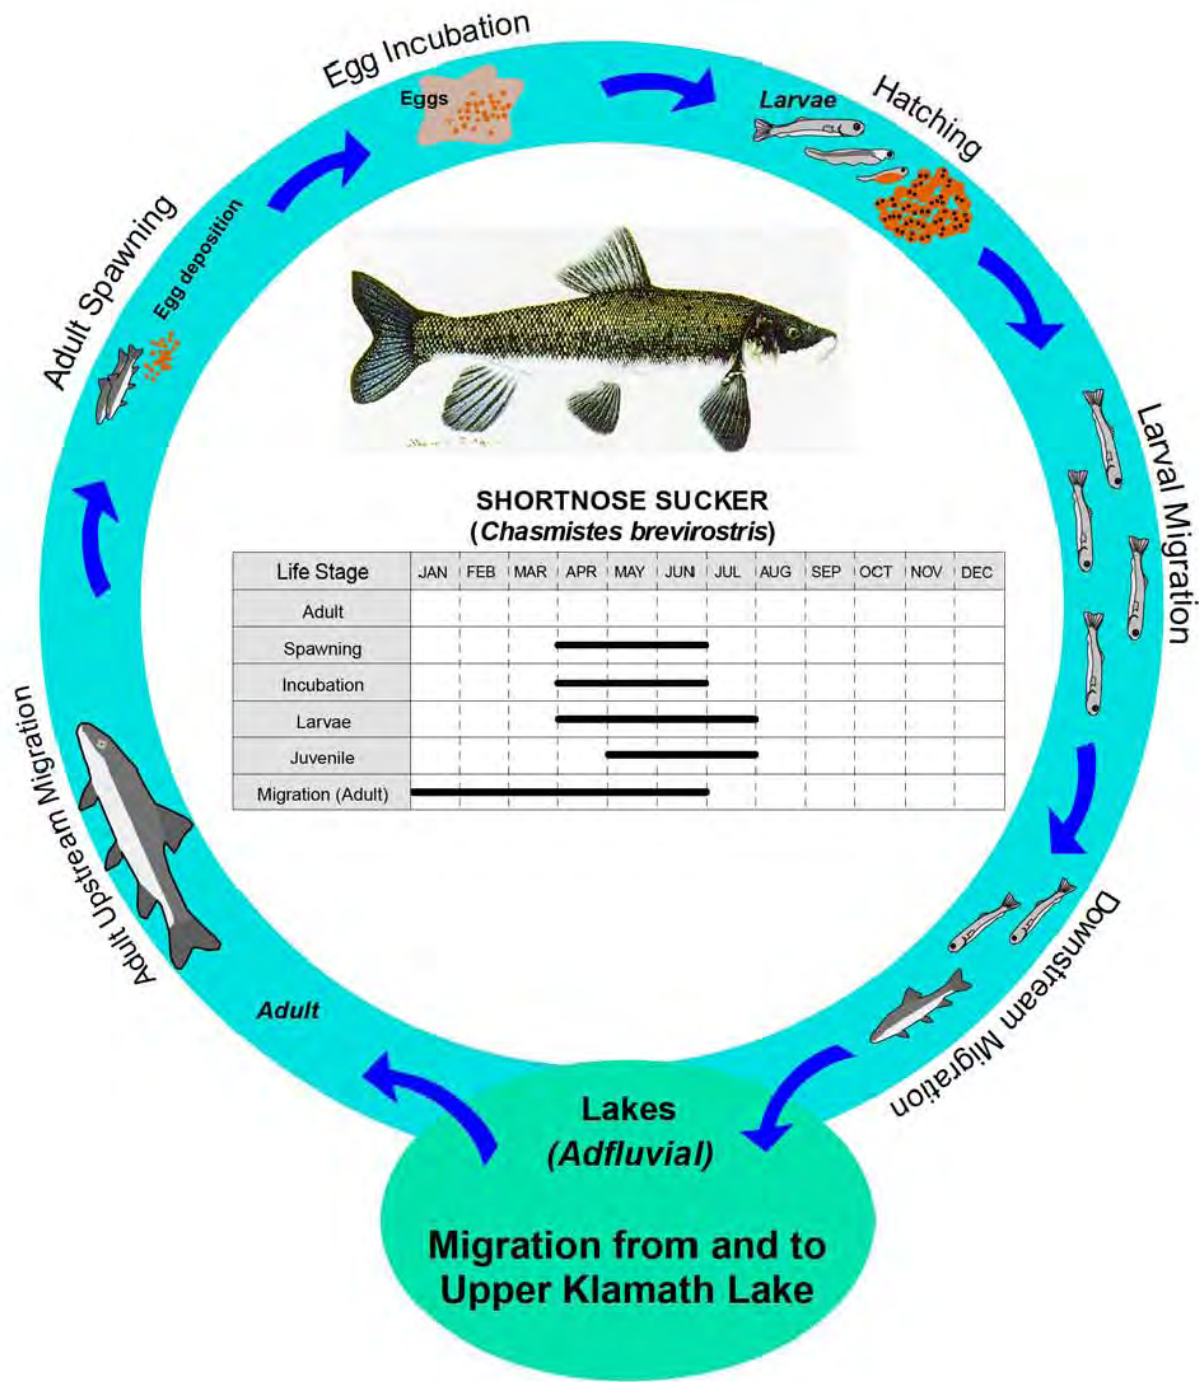 Egg Incubation
Eggs
Larvae
Hatching
Adult Spawning
Egg deposition
Larval Migration
SHORTNOSE SUCKER
(Chasmistes brevirostris)
Life Stage JAN FEB MAR APR MAY JUN JUL AUG SEP OCT NOV DEC
Adult
Spawning
Incubation
Larvae
Juvenile
Migration (Adult)
Adult Upstream Migration
Downstream Migration
Adult
Lakes
(Adfluvial)
Migration from and to
Upper Klamath Lake